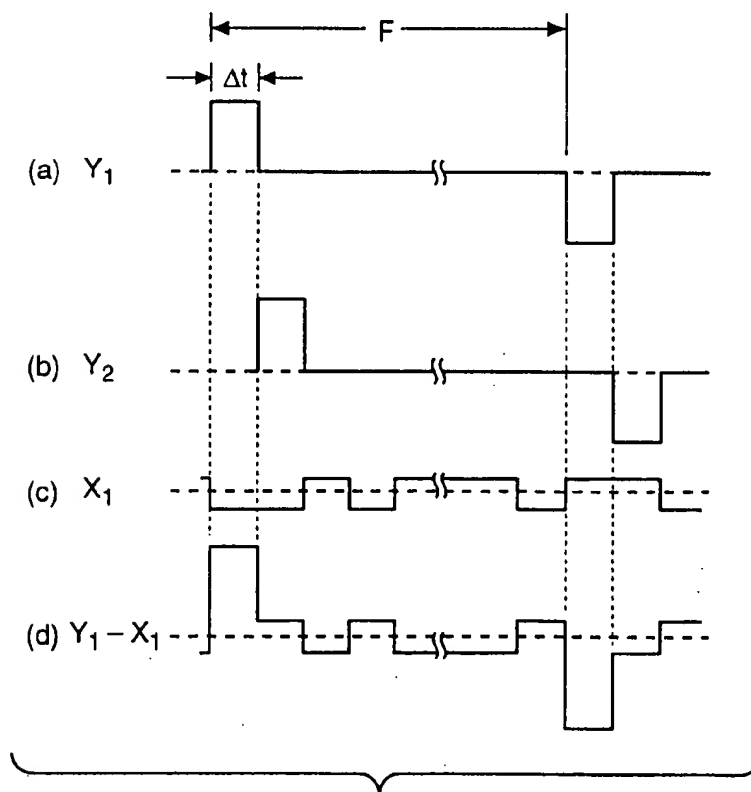 F
Δt
(a) Y₁
(b) Y₂
(c) X₁
(d) Y₁ – X₁